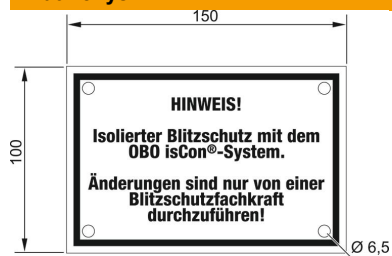 150
100
HINWEIS!
Isolierter Blitzschutz mit dem
OBO isCon®-System.
Änderungen sind nur von einer
Blitzschutzfachkraft
durchzuführen!
Ø 6,5